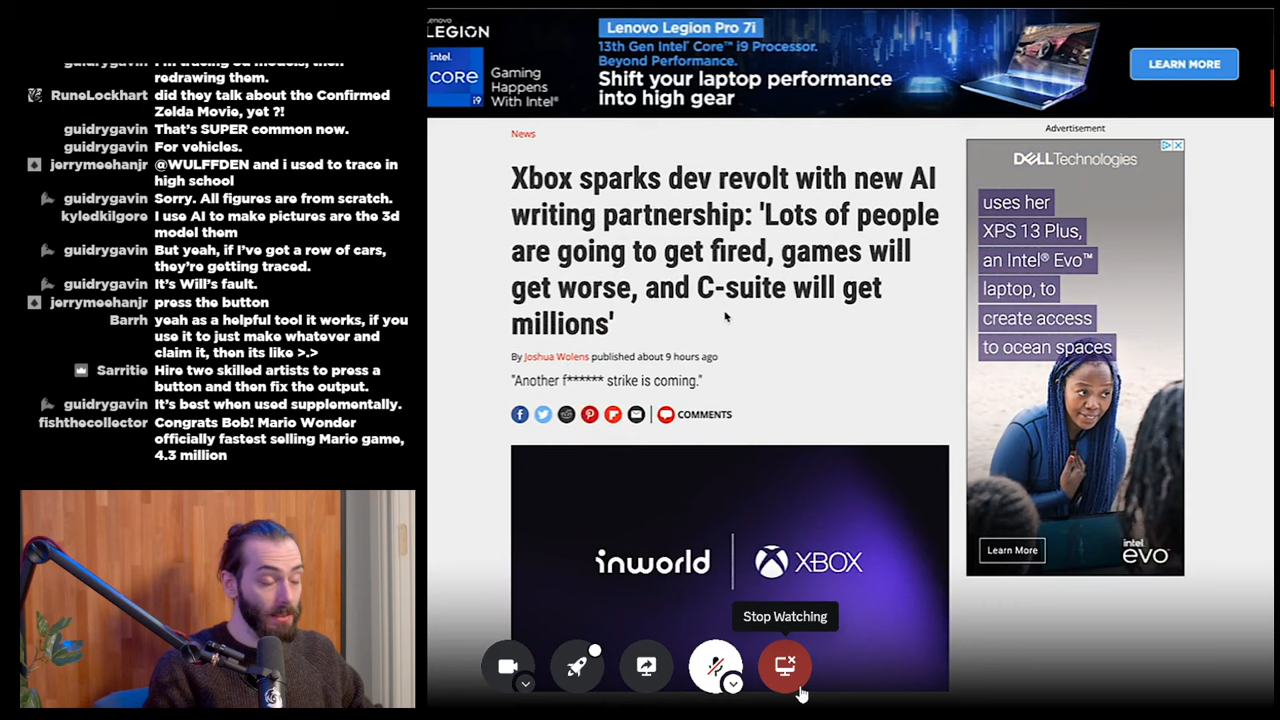 guidrygavin I'm tracing 3d models, then
redrawing them.
RuneLockhart did they talk about the Confirmed
Zelda Movie, yet ?!
guidrygavin That's SUPER common now.
guidrygavin For vehicles.
jerrymeehanjr @WULFFDEN and i used to trace in
high school
guidrygavin Sorry. All figures are from scratch.
kyledkilgore I use AI to make pictures are the 3d
model them
guidrygavin But yeah, if I've got a row of cars,
they're getting traced.
guidrygavin It's Will's fault.
jerrymeehanjr press the button
Barrh yeah as a helpful tool it works, if you
use it to just make whatever and
claim it, then its like >.>
Sarritie Hire two skilled artists to press a
button and then fix the output.
guidrygavin It's best when used supplementally.
fishthecollector Congrats Bob! Mario Wonder
officially fastest selling Mario game,
4.3 million
Lenovo
LEGION
intel.
CORE
i9
Gaming
Happens
With Intel®
Lenovo Legion Pro 7i
13th Gen Intel® Core™ i9 Processor.
Beyond Performance.
Shift your laptop performance
into high gear
LEARN MORE
News
Xbox sparks dev revolt with new AI
writing partnership: 'Lots of people
are going to get fired, games will
get worse, and C-suite will get
millions'
By Joshua Wolens published about 9 hours ago
"Another f****** strike is coming."
COMMENTS
inworld
XBOX
Stop Watching
Advertisement
DELLTechnologies
uses her
XPS 13 Plus,
an Intel® Evo™
laptop, to
create access
to ocean spaces
Learn More
intel
evo™